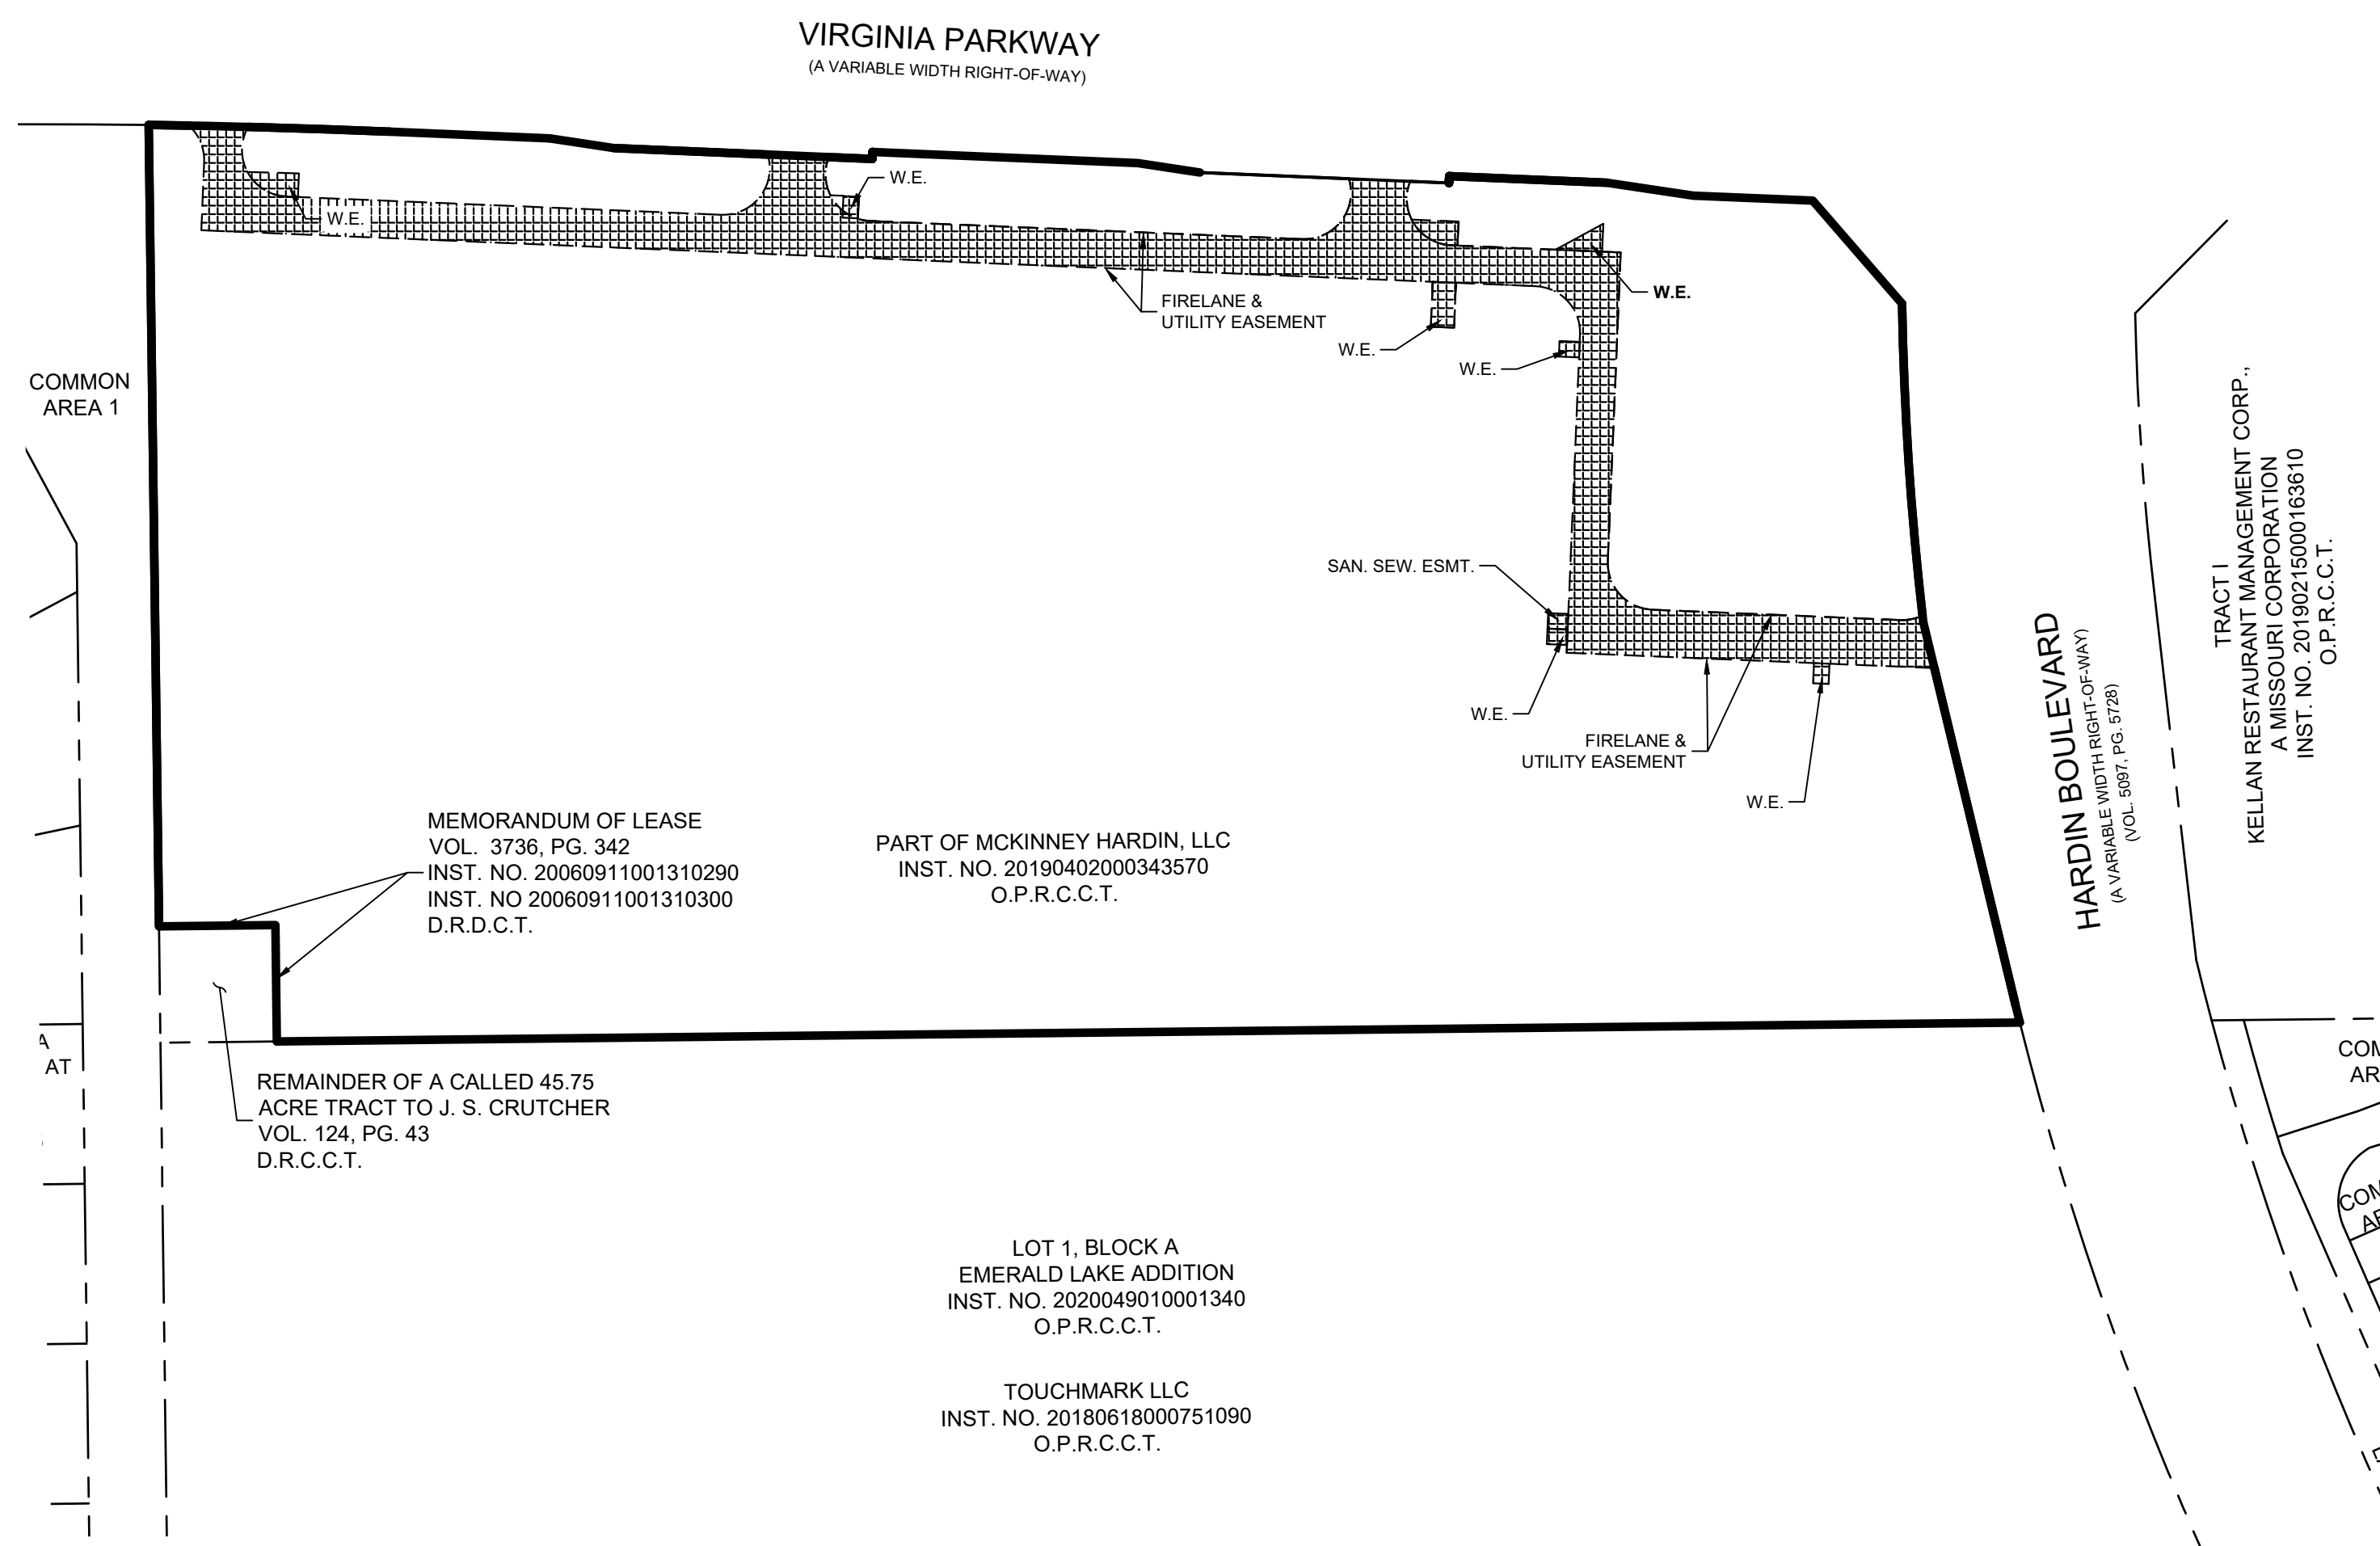 VIRGINIA PARKWAY
(A VARIABLE WIDTH RIGHT-OF-WAY)
W.E.
W.E.
W.E.
FIRELANE &
UTILITY EASEMENT
W.E.
W.E.
COMMON
AREA 1
SAN. SEW. ESMT.
W.E.
FIRELANE &
UTILITY EASEMENT
W.E.
HARDIN BOULEVARD
(A VARIABLE WIDTH RIGHT-OF-WAY)
(VOL. 5097, PG. 5728)
TRACT I
KELLAN RESTAURANT MANAGEMENT CORP.,
A MISSOURI CORPORATION
INST. NO. 20190215000163610
O.P.R.C.C.T.
MEMORANDUM OF LEASE
VOL. 3736, PG. 342
INST. NO. 20060911001310290
INST. NO 20060911001310300
D.R.D.C.T.
PART OF MCKINNEY HARDIN, LLC
INST. NO. 20190402000343570
O.P.R.C.C.T.
A
AT
REMAINDER OF A CALLED 45.75
ACRE TRACT TO J. S. CRUTCHER
VOL. 124, PG. 43
D.R.C.C.T.
COM
AR
COM
AR
LOT 1, BLOCK A
EMERALD LAKE ADDITION
INST. NO. 2020049010001340
O.P.R.C.C.T.
TOUCHMARK LLC
INST. NO. 20180618000751090
O.P.R.C.C.T.